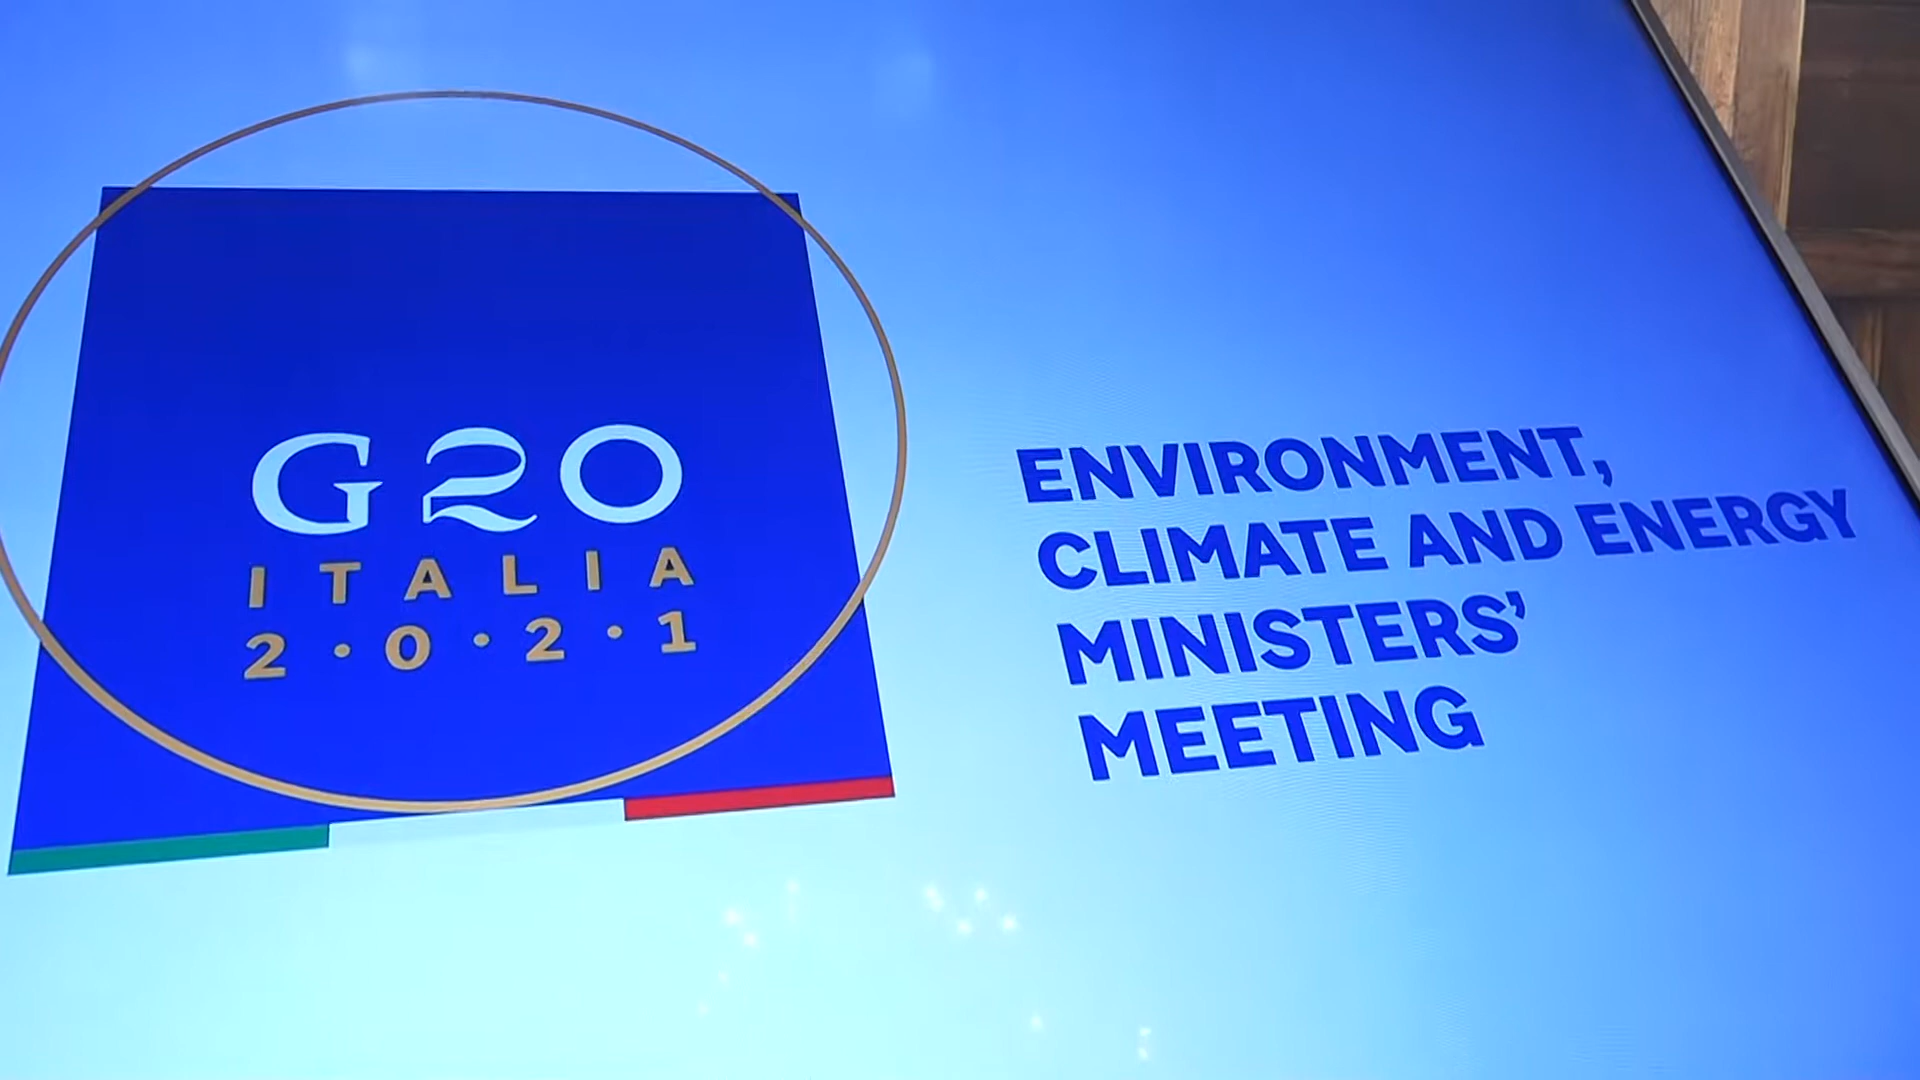 G20
ITALIA
2·0·2·1
ENVIRONMENT,
CLIMATE AND ENERGY
MINISTERS’
MEETING